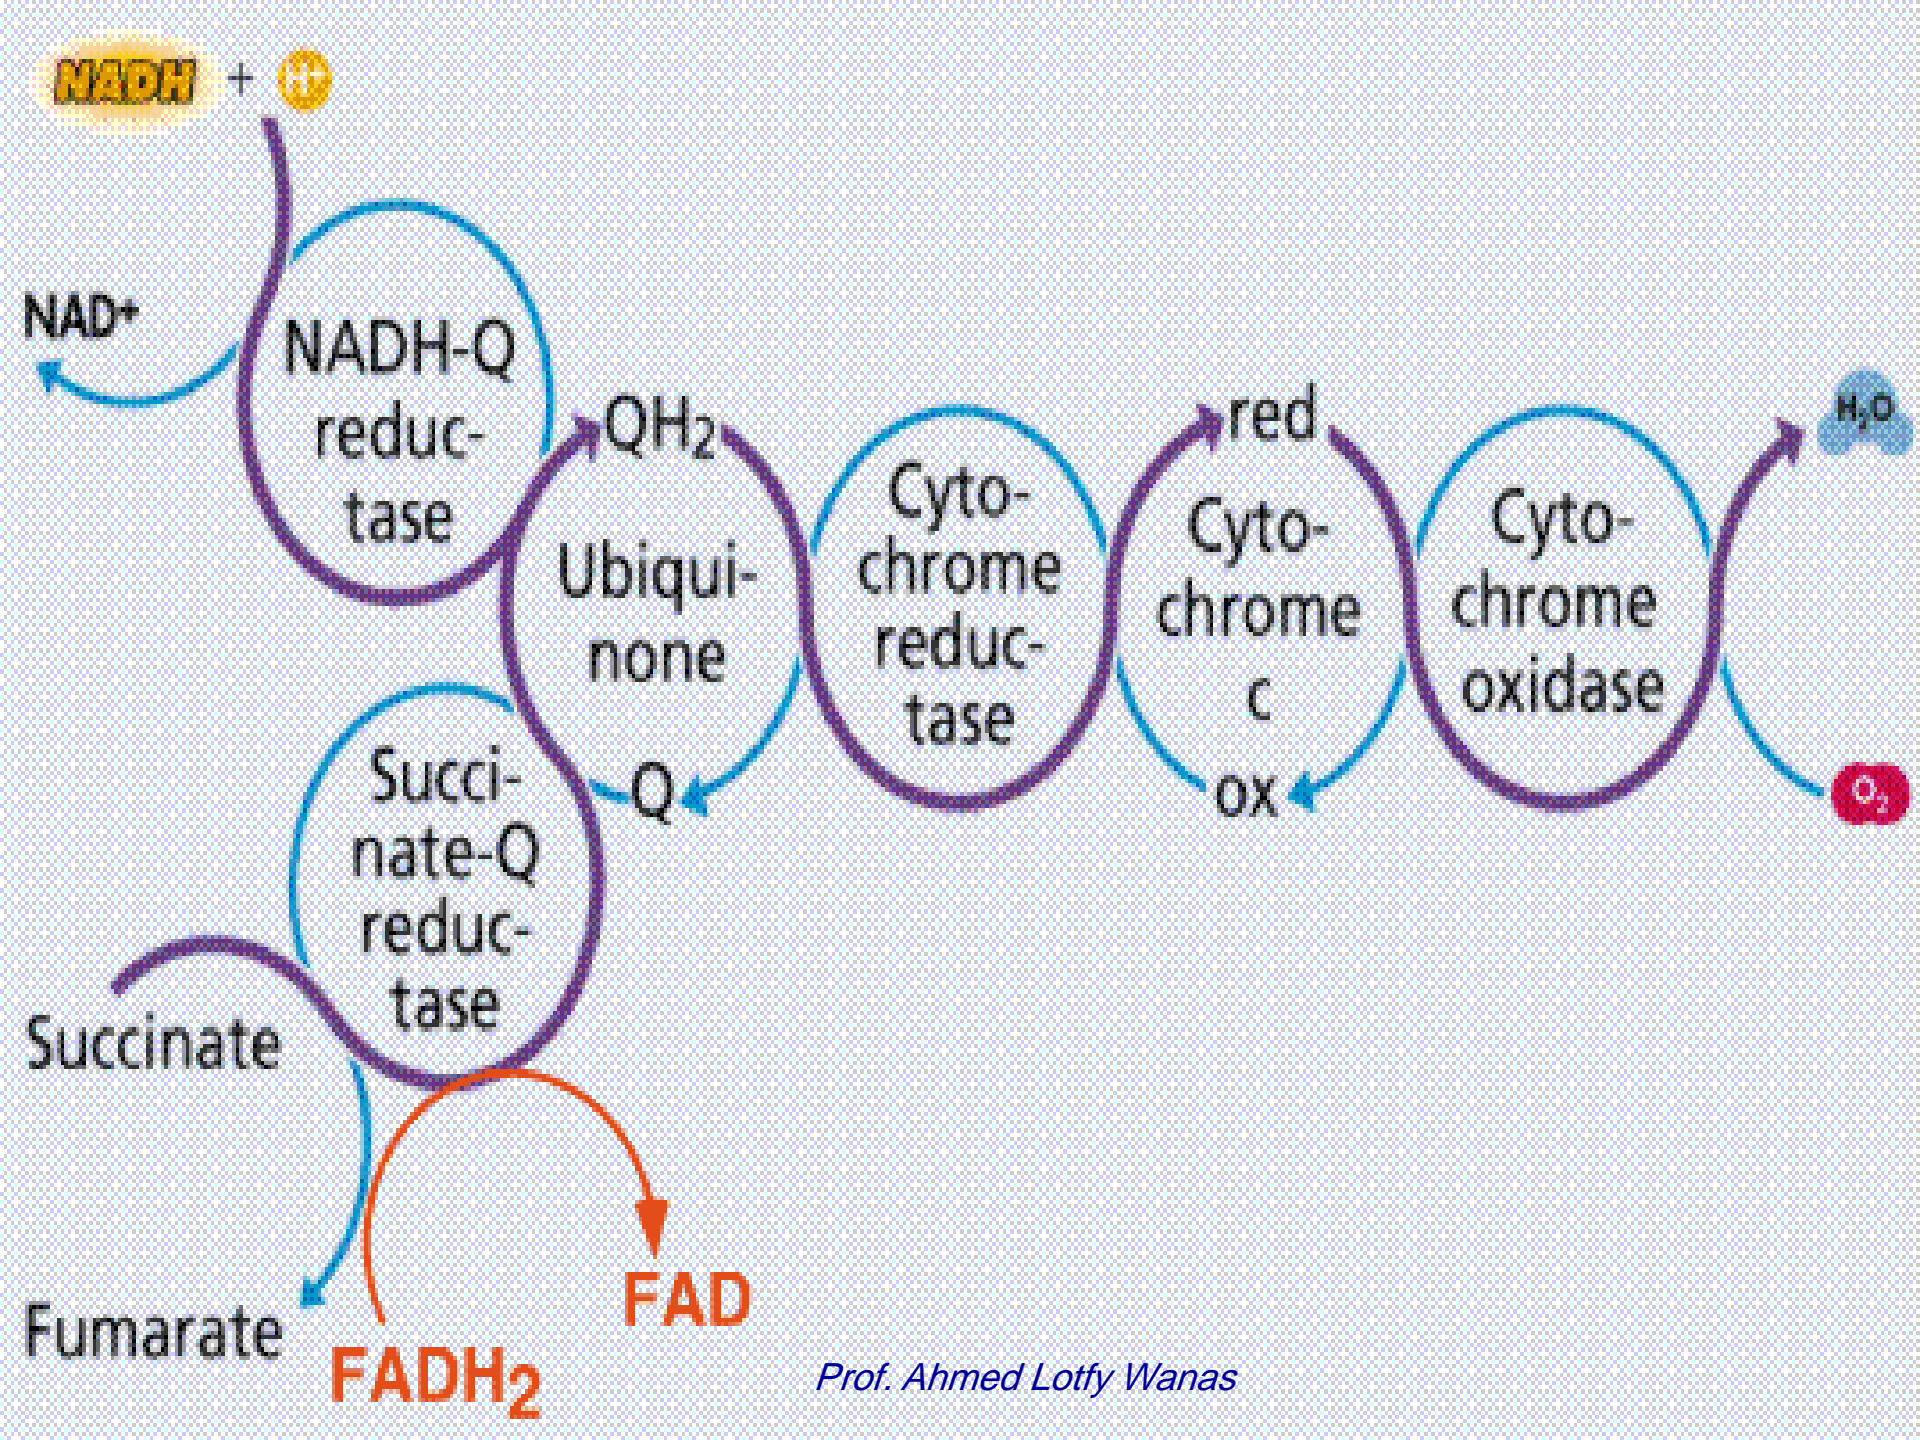 NADH + H⁺
NAD+
NADH-Q
reduc-
tase
QH₂
Ubiqui-
none
Q
Cyto-
chrome
reduc-
tase
red
Cyto-
chrome
c
ox
Cyto-
chrome
oxidase
H₂O
O₂
Succi-
nate-Q
reduc-
tase
Succinate
Fumarate
FADH₂
FAD
Prof. Ahmed Lotfy Wanas